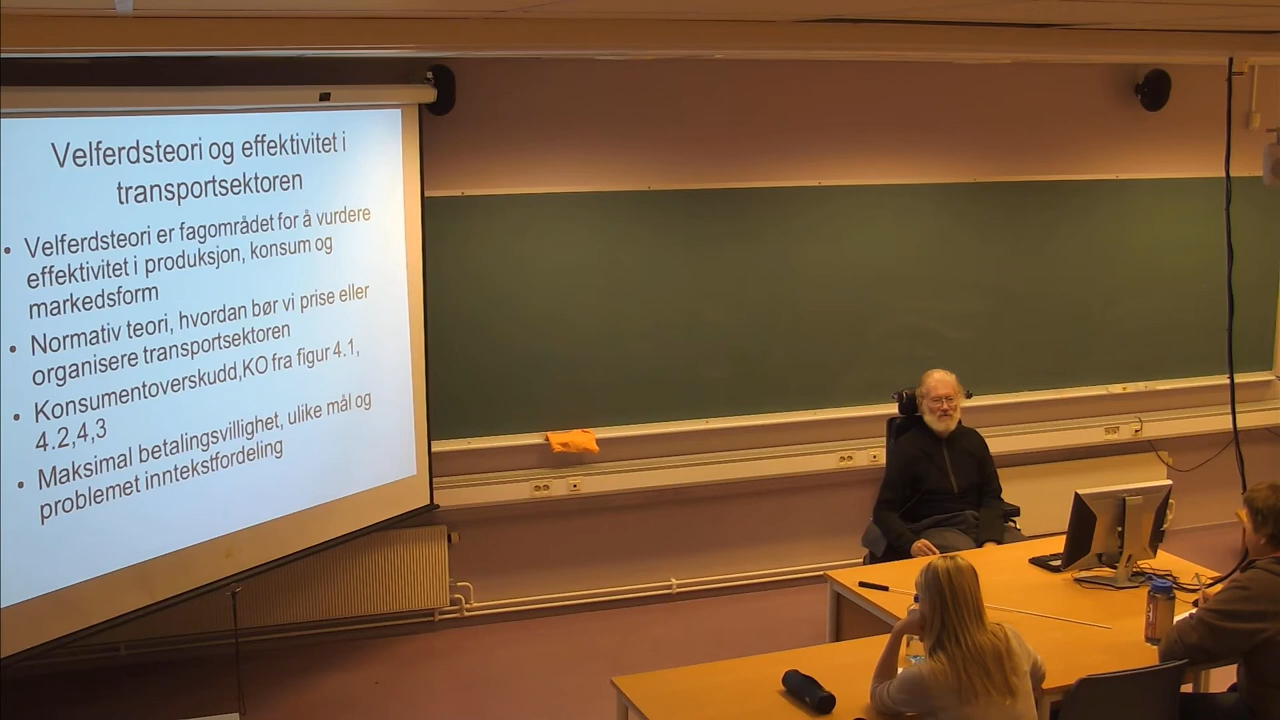 Velferdsteori og effektivitet i
transportsektoren
• Velferdsteori er fagområdet for å vurdere
effektivitet i produksjon, konsum og
markedsform
• Normativ teori, hvordan bør vi prise eller
organisere transportsektoren
• Konsumentoverskudd,KO fra figur 4.1,
4.2,4,3
• Maksimal betalingsvillighet, ulike mål og
problemet inntekstfordeling